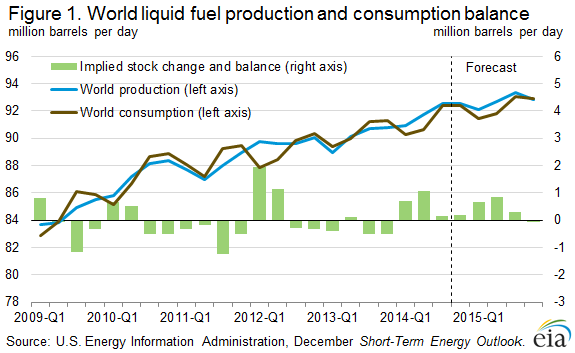 Figure 1. World liquid fuel production and consumption balance
million barrels per day million barrels per day
Implied stock change and balance (right axis)
World production (left axis)
World consumption (left axis)
Forecast
96
94
92
90
88
86
84
82
80
78
6
5
4
3
2
1
0
-1
-2
-3
2009-Q1 2010-Q1 2011-Q1 2012-Q1 2013-Q1 2014-Q1 2015-Q1
Source: U.S. Energy Information Administration, December Short-Term Energy Outlook.
eia